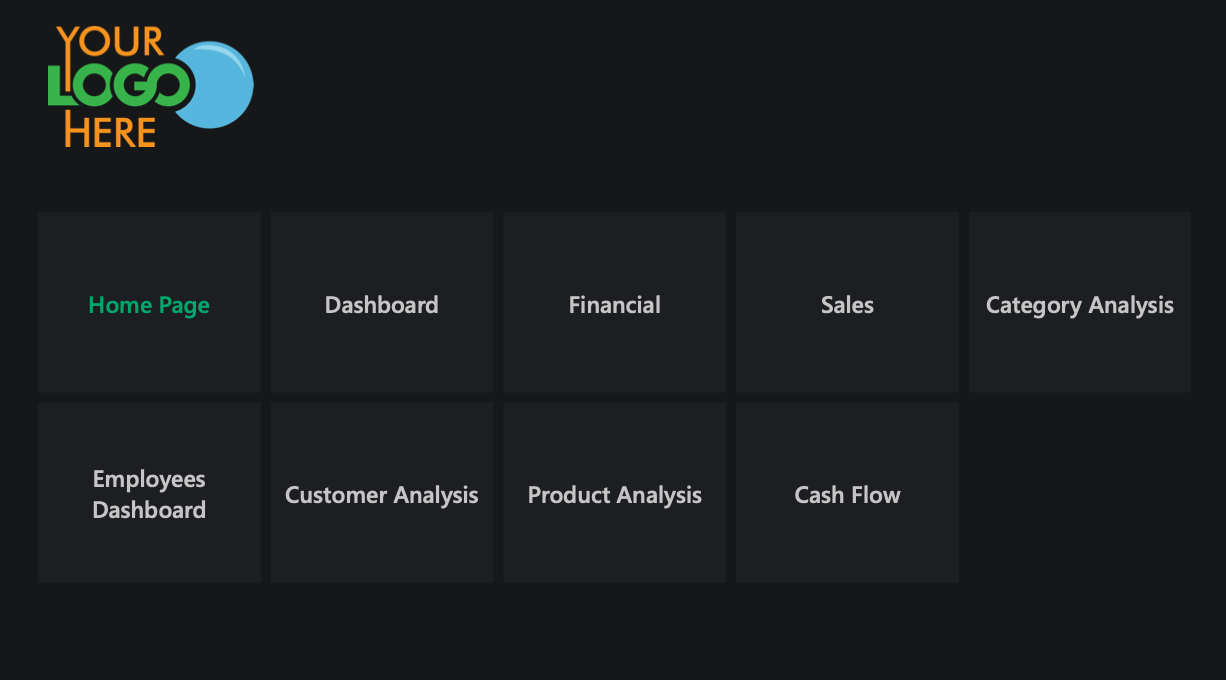 YOUR
LOGO
HERE
Home Page
Dashboard
Financial
Sales
Category Analysis
Employees
Dashboard
Customer Analysis
Product Analysis
Cash Flow